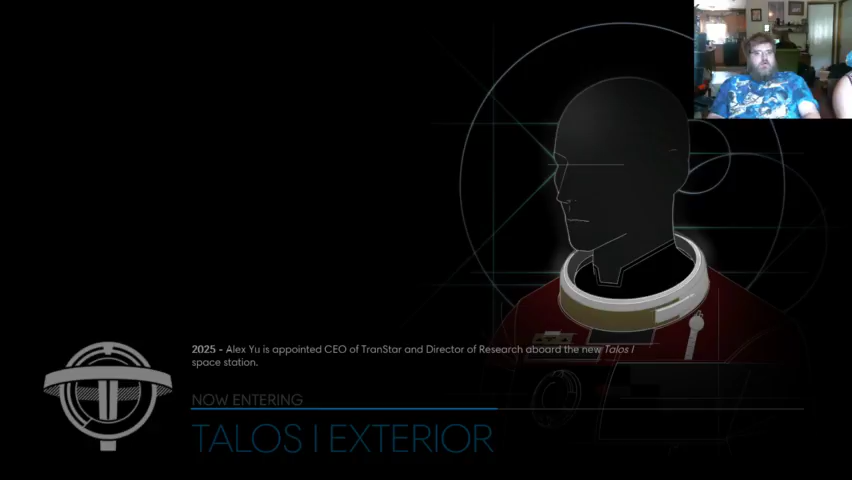 2025 - Alex Yu is appointed CEO of TranStar and Director of Research aboard the new Talos I
space station.
NOW ENTERING
TALOS I EXTERIOR